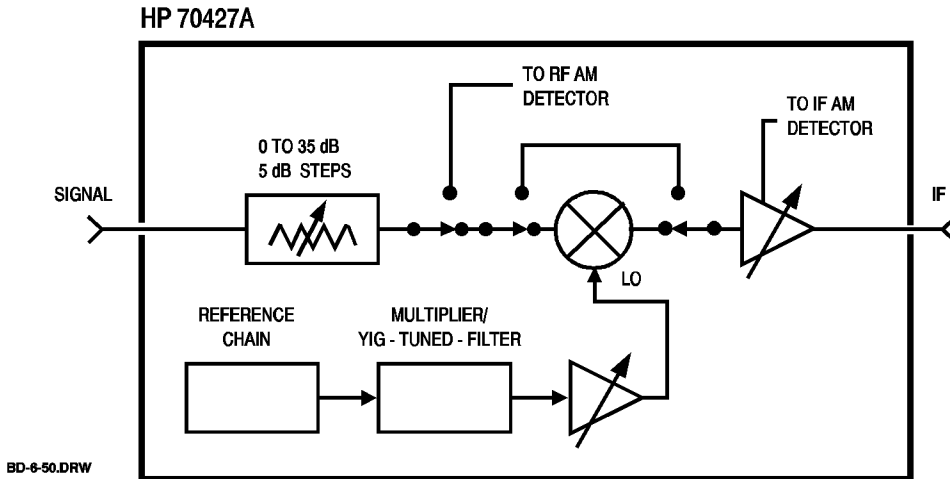 HP 70427A
TO RF AM
DETECTOR
TO IF AM
DETECTOR
0 TO 35 dB
5 dB STEPS
SIGNAL
IF
LO
REFERENCE
CHAIN
MULTIPLIER/
YIG - TUNED - FILTER
BD-6-50.DRW